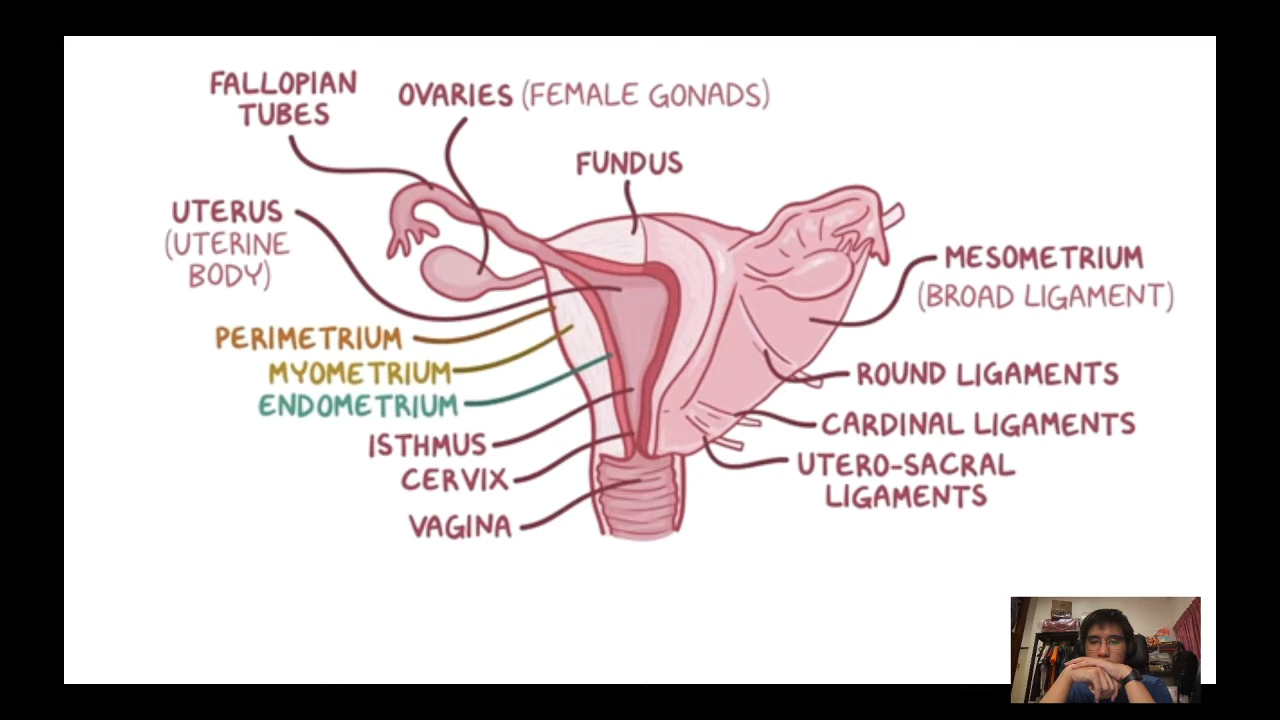 FALLOPIAN
TUBES
OVARIES (FEMALE GONADS)
FUNDUS
UTERUS
(UTERINE
BODY)
PERIMETRIUM
MYOMETRIUM
ENDOMETRIUM
ISTHMUS
CERVIX
VAGINA
MESOMETRIUM
(BROAD LIGAMENT)
ROUND LIGAMENTS
CARDINAL LIGAMENTS
UTERO-SACRAL
LIGAMENTS